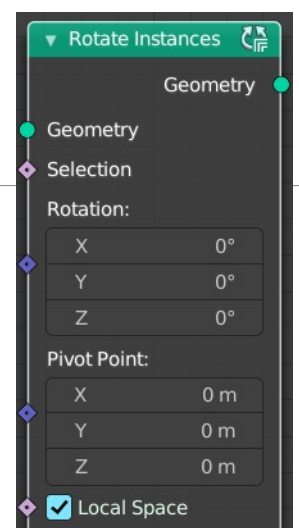 Rotate Instances
Geometry
Geometry
Selection
Rotation:
X 0°
Y 0°
Z 0°
Pivot Point:
X 0 m
Y 0 m
Z 0 m
Local Space